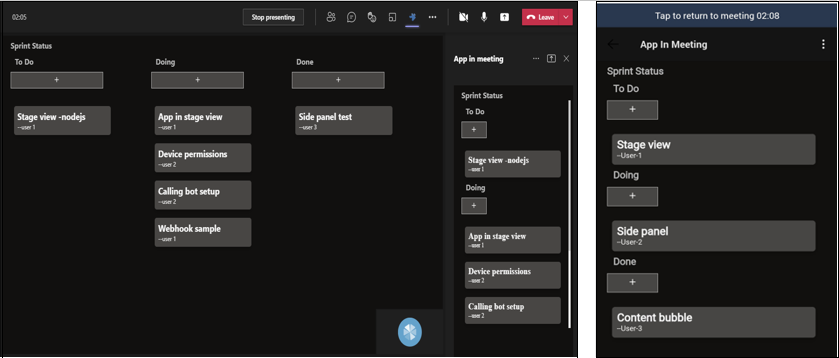 02:05
Stop presenting
Leave
Sprint Status
To Do
+
Stage view -nodejs
--user 1
Doing
+
App in stage view
--user 1
Device permissions
--user 2
Calling bot setup
--user 2
Webhook sample
--user 1
Done
+
Side panel test
--user 3
App in meeting
Sprint Status
To Do
+
Stage view -nodejs
--user 1
Doing
+
App in stage view
--user 1
Device permissions
--user 2
Calling bot setup
--user 2
Tap to return to meeting 02:08
App In Meeting
Sprint Status
To Do
+
Stage view
--User-1
Doing
+
Side panel
--User-2
Done
+
Content bubble
--User-3